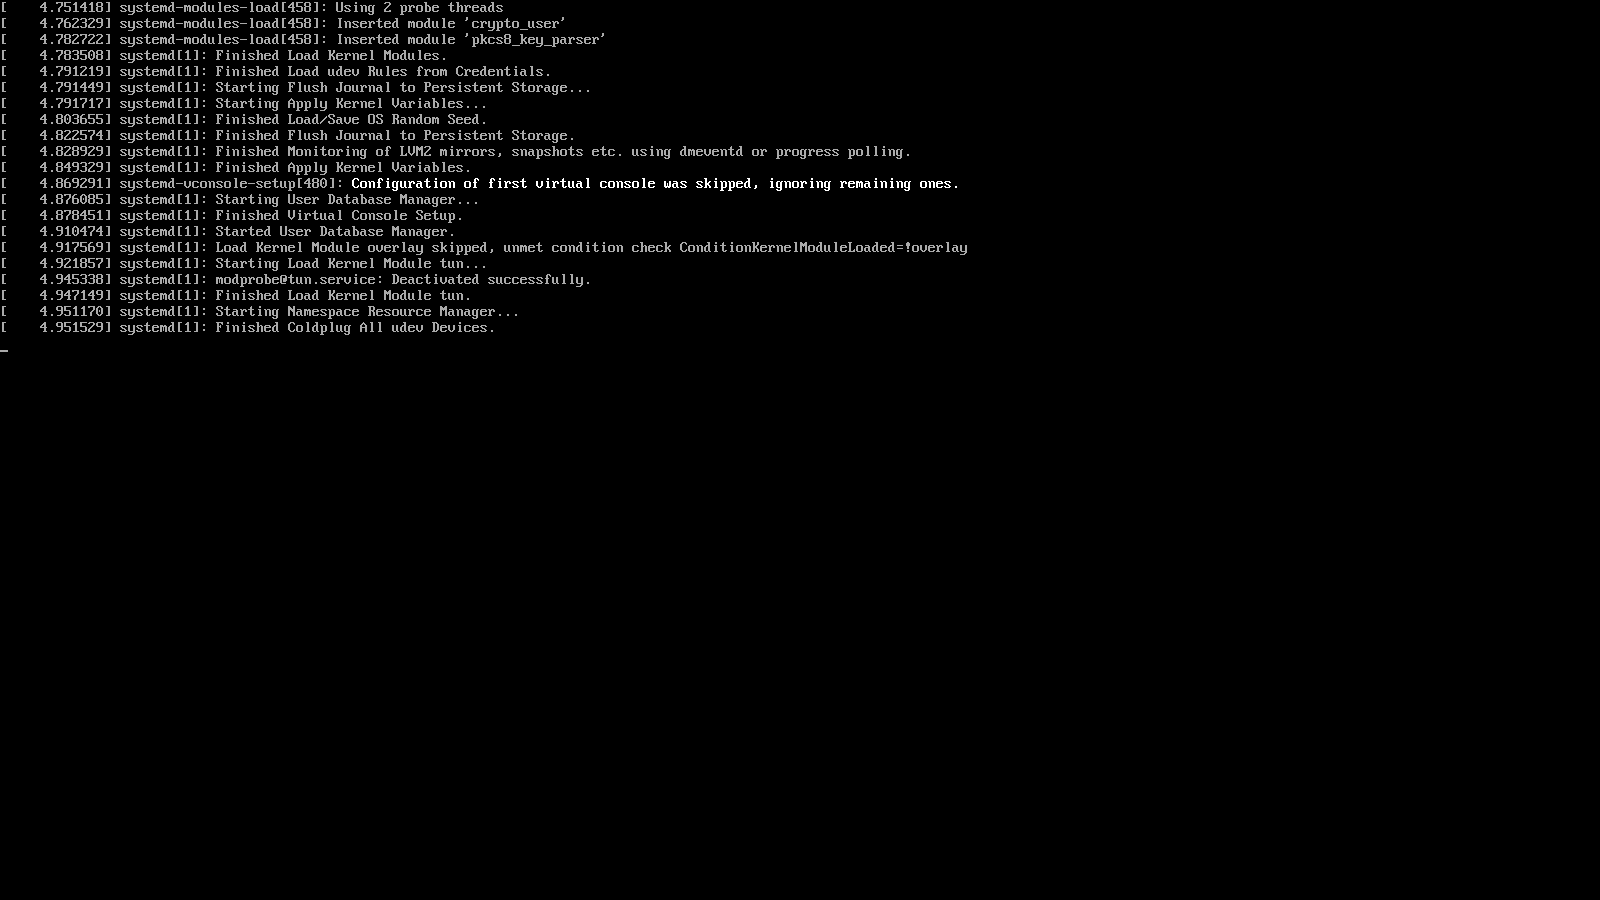 [    4.751418] systemd-modules-load[458]: Using 2 probe threads
[    4.762329] systemd-modules-load[458]: Inserted module 'crypto_user'
[    4.782722] systemd-modules-load[458]: Inserted module 'pkcs8_key_parser'
[    4.783508] systemd[1]: Finished Load Kernel Modules.
[    4.791219] systemd[1]: Finished Load udev Rules from Credentials.
[    4.791449] systemd[1]: Starting Flush Journal to Persistent Storage...
[    4.791717] systemd[1]: Starting Apply Kernel Variables...
[    4.803655] systemd[1]: Finished Load/Save OS Random Seed.
[    4.822574] systemd[1]: Finished Flush Journal to Persistent Storage.
[    4.828929] systemd[1]: Finished Monitoring of LVM2 mirrors, snapshots etc. using dmeventd or progress polling.
[    4.849329] systemd[1]: Finished Apply Kernel Variables.
[    4.869291] systemd-vconsole-setup[480]: Configuration of first virtual console was skipped, ignoring remaining ones.
[    4.876085] systemd[1]: Starting User Database Manager...
[    4.878451] systemd[1]: Finished Virtual Console Setup.
[    4.910474] systemd[1]: Started User Database Manager.
[    4.917569] systemd[1]: Load Kernel Module overlay skipped, unmet condition check ConditionKernelModuleLoaded=!overlay
[    4.921857] systemd[1]: Starting Load Kernel Module tun...
[    4.945338] systemd[1]: modprobe@tun.service: Deactivated successfully.
[    4.947149] systemd[1]: Finished Load Kernel Module tun.
[    4.951170] systemd[1]: Starting Namespace Resource Manager...
[    4.951529] systemd[1]: Finished Coldplug All udev Devices.